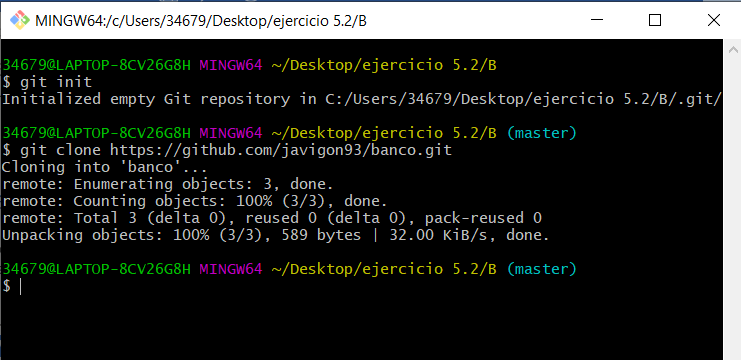 MINGW64:/c/Users/34679/Desktop/ejercicio 5.2/B
34679@LAPTOP-8CV26G8H MINGW64 ~/Desktop/ejercicio 5.2/B
$ git init
Initialized empty Git repository in C:/Users/34679/Desktop/ejercicio 5.2/B/.git/
34679@LAPTOP-8CV26G8H MINGW64 ~/Desktop/ejercicio 5.2/B (master)
$ git clone https://github.com/javigon93/banco.git
Cloning into 'banco'...
remote: Enumerating objects: 3, done.
remote: Counting objects: 100% (3/3), done.
remote: Total 3 (delta 0), reused 0 (delta 0), pack-reused 0
Unpacking objects: 100% (3/3), 589 bytes | 32.00 KiB/s, done.
34679@LAPTOP-8CV26G8H MINGW64 ~/Desktop/ejercicio 5.2/B (master)
$